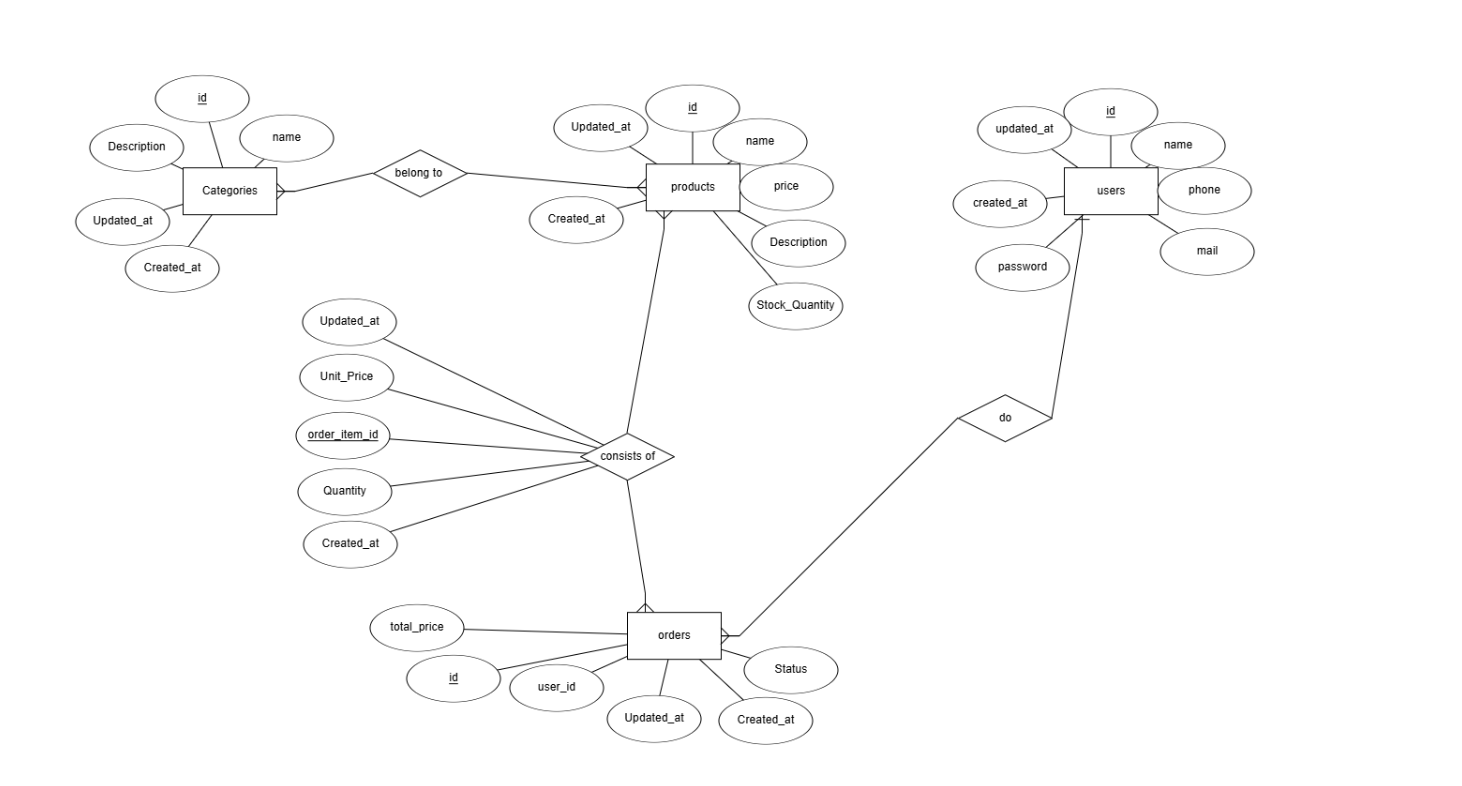 id
Description
name
Categories
Updated_at
Created_at
belong to
Updated_at
id
name
products
price
Created_at
Description
Stock_Quantity
updated_at
id
name
users
phone
created_at
password
mail
Updated_at
Unit_Price
order_item_id
Quantity
Created_at
consists of
do
total_price
orders
id
user_id
Updated_at
Created_at
Status